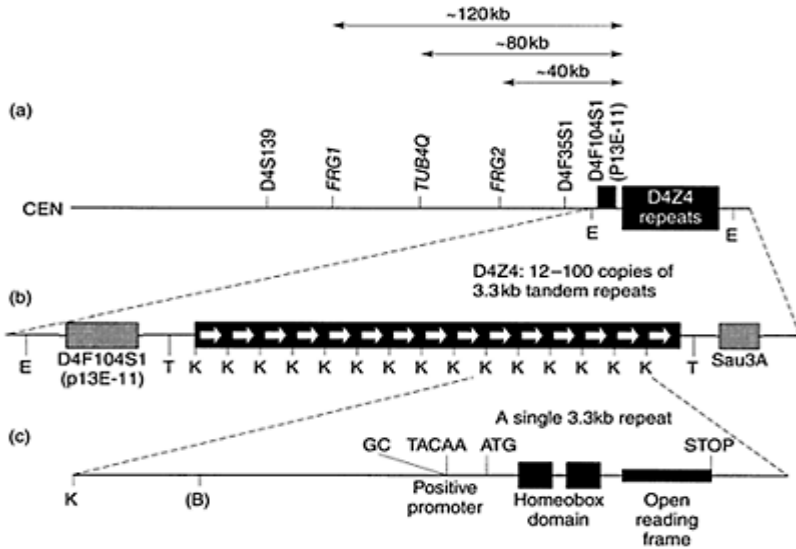 ~120kb
~80kb
~40kb
(a)
D4S139
FRG1
TUB4Q
FRG2
D4F35S1
D4F104S1
(P13E-11)
CEN
D4Z4
repeats
E
E
D4Z4: 12–100 copies of
3.3kb tandem repeats
(b)
E
D4F104S1
(p13E-11)
T
K K K K K K K K K K K K K K K
T
Sau3A
A single 3.3kb repeat
(c)
GC TACAA ATG STOP
K
(B)
Positive
promoter
Homeobox
domain
Open
reading
frame